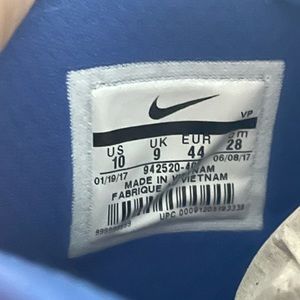 VP
US UK EUR cm
10 9 44 28
01/19/17 06/08/17
942520-4
MADE IN VIETNAM
FABRIQUE
UPC